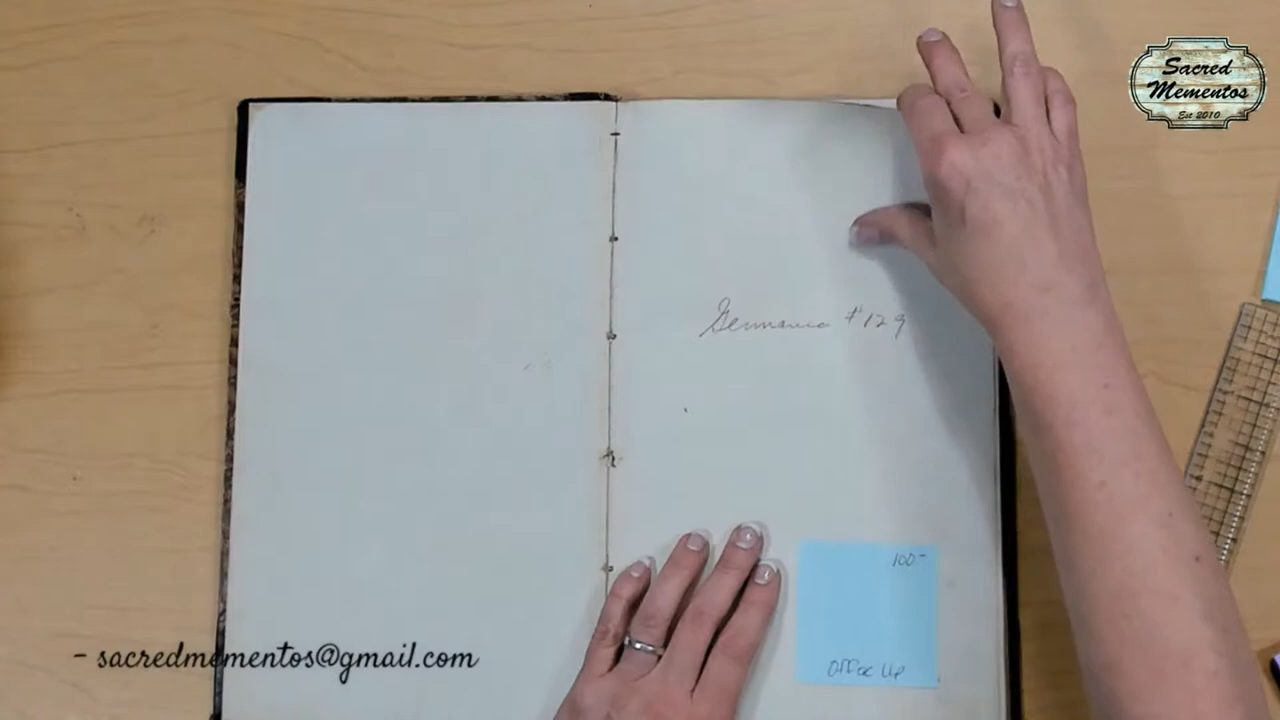 Sacred
Mementos
Est 2010
Germania #129
100-
Offer Up
- sacredmementos@gmail.com